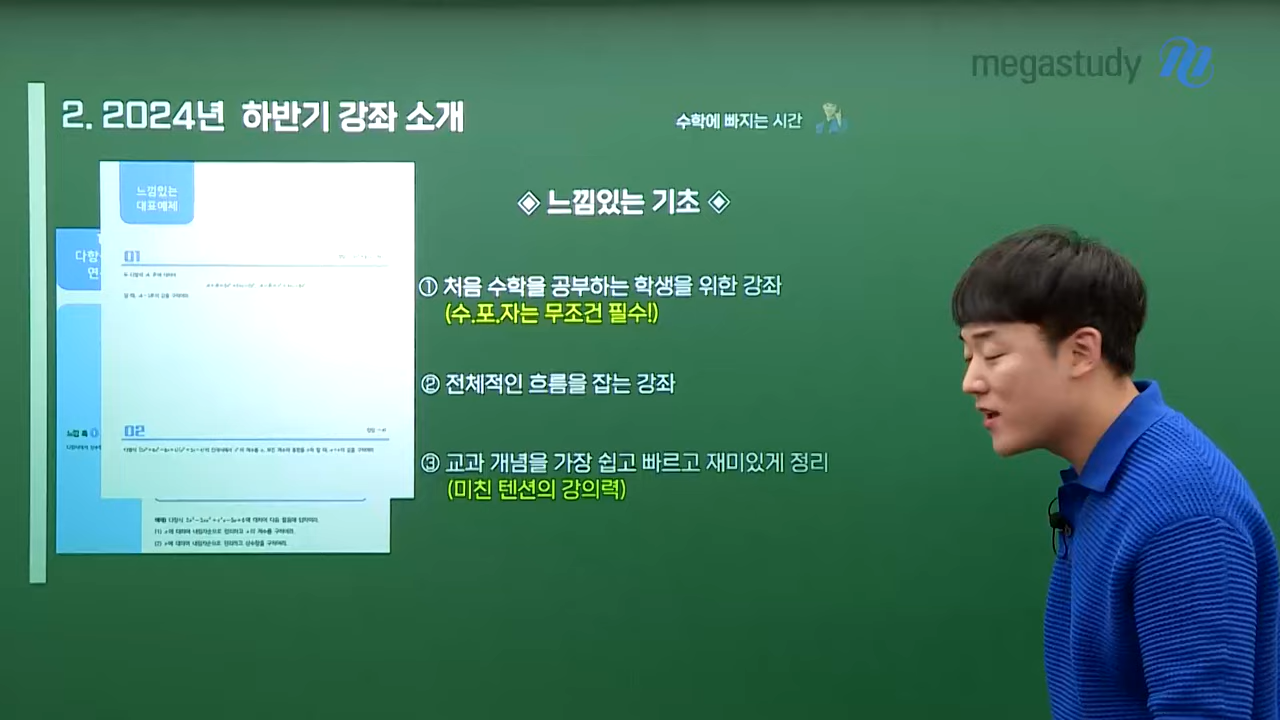 megastudy
2. 2024년 하반기 강좌 소개
수학에 빠지는 시간
느낌있는
대표예제
◈ 느낌있는 기초 ◈
01
① 처음 수학을 공부하는 학생을 위한 강좌
(수.포.자는 무조건 필수!)
② 전체적인 흐름을 잡는 강좌
02
③ 교과 개념을 가장 쉽고 빠르고 재미있게 정리
(미친 텐션의 강의력)